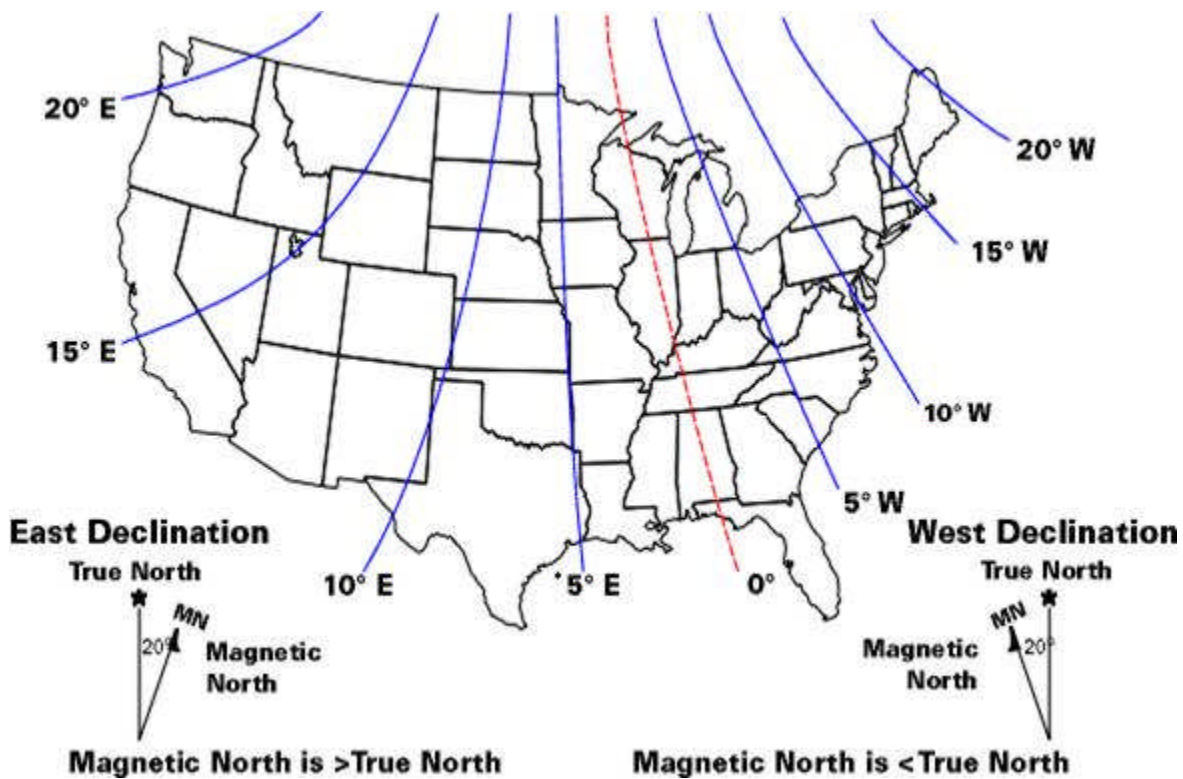 20° E
20° W
15° W
15° E
10° W
5° W
East Declination
True North
MN
20°
Magnetic
North
10° E
5° E
0°
West Declination
True North
MN
20°
Magnetic
North
Magnetic North is >True North
Magnetic North is <True North